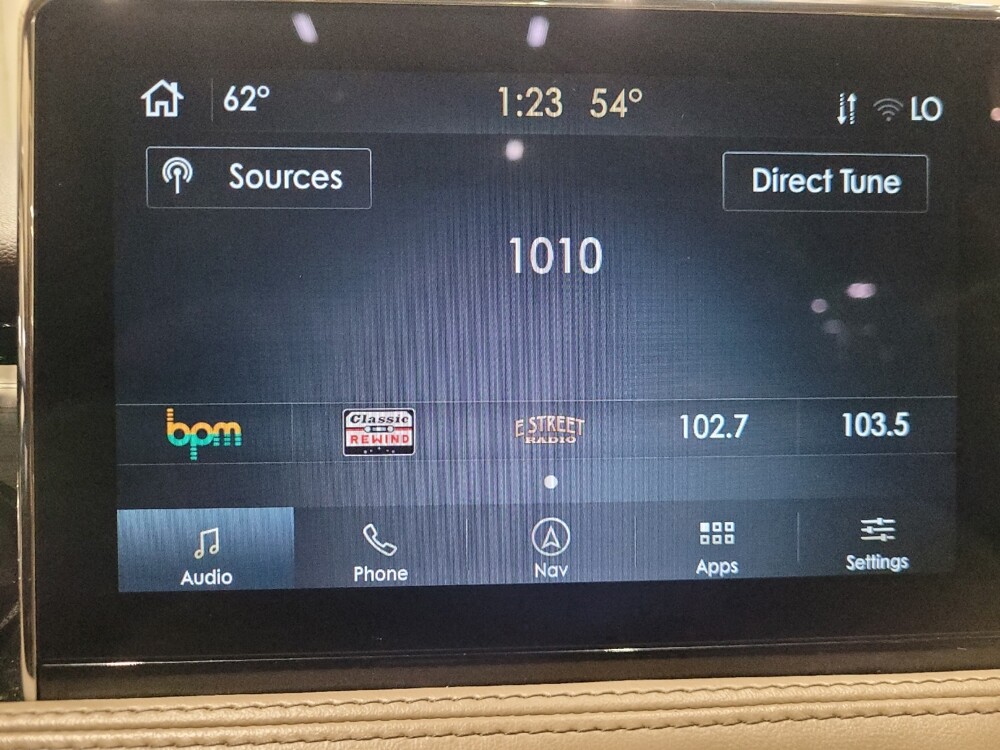 62° 1:23 54° LO
Sources Direct Tune
1010
bpm Classic REWIND E STREET RADIO 102.7 103.5
Audio Phone Nav Apps Settings